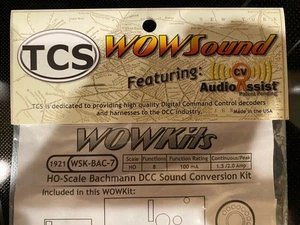 TCS
WOWSound
Featuring:
CV
AudioAssist
TCS is dedicated to providing high quality Digital Command Control decoders
and harnesses to the DCC industry.
Made in the USA
WOWKits
1921 WSK-BAC-7
Scale Functions Function Rating Continuous/Peak
HO 8 100 mA 1.3 /2.0 Amp
HO-Scale Bachmann DCC Sound Conversion Kit
Included in this WOWKit: